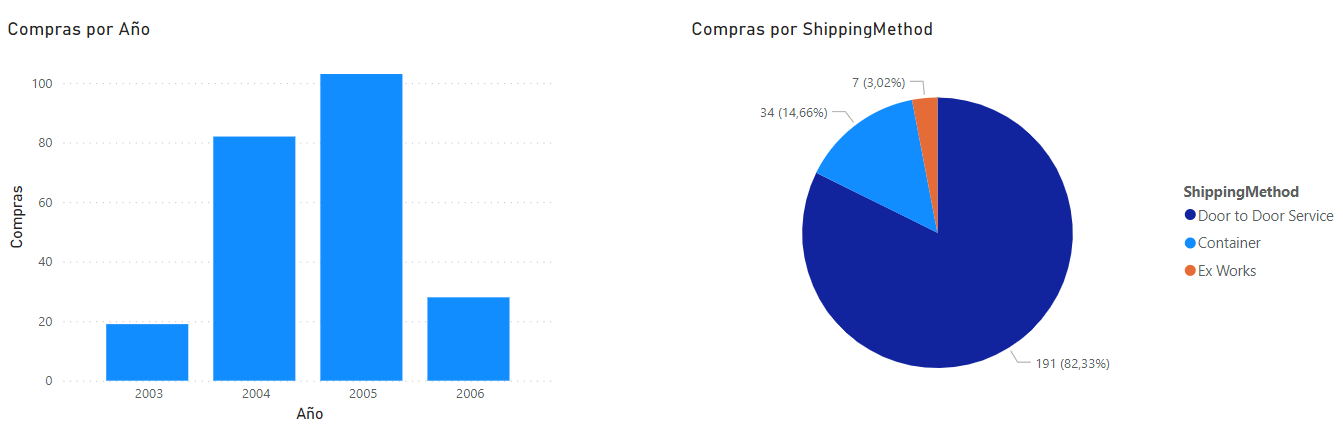 Compras por Año
Compras
100
80
60
40
20
0
2003
2004
2005
2006
Año
Compras por ShippingMethod
7 (3,02%)
34 (14,66%)
191 (82,33%)
ShippingMethod
Door to Door Service
Container
Ex Works